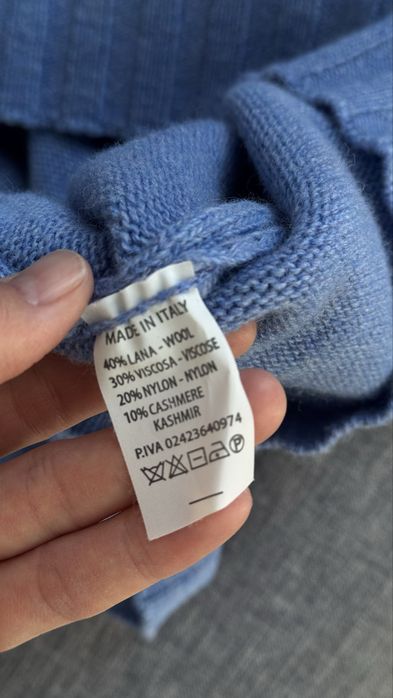 MADE IN ITALY
40% LANA - WOOL
30% VISCOSA - VISCOSE
20% NYLON - NYLON
10% CASHMERE
KASHMIR
P.IVA 02423640974
P